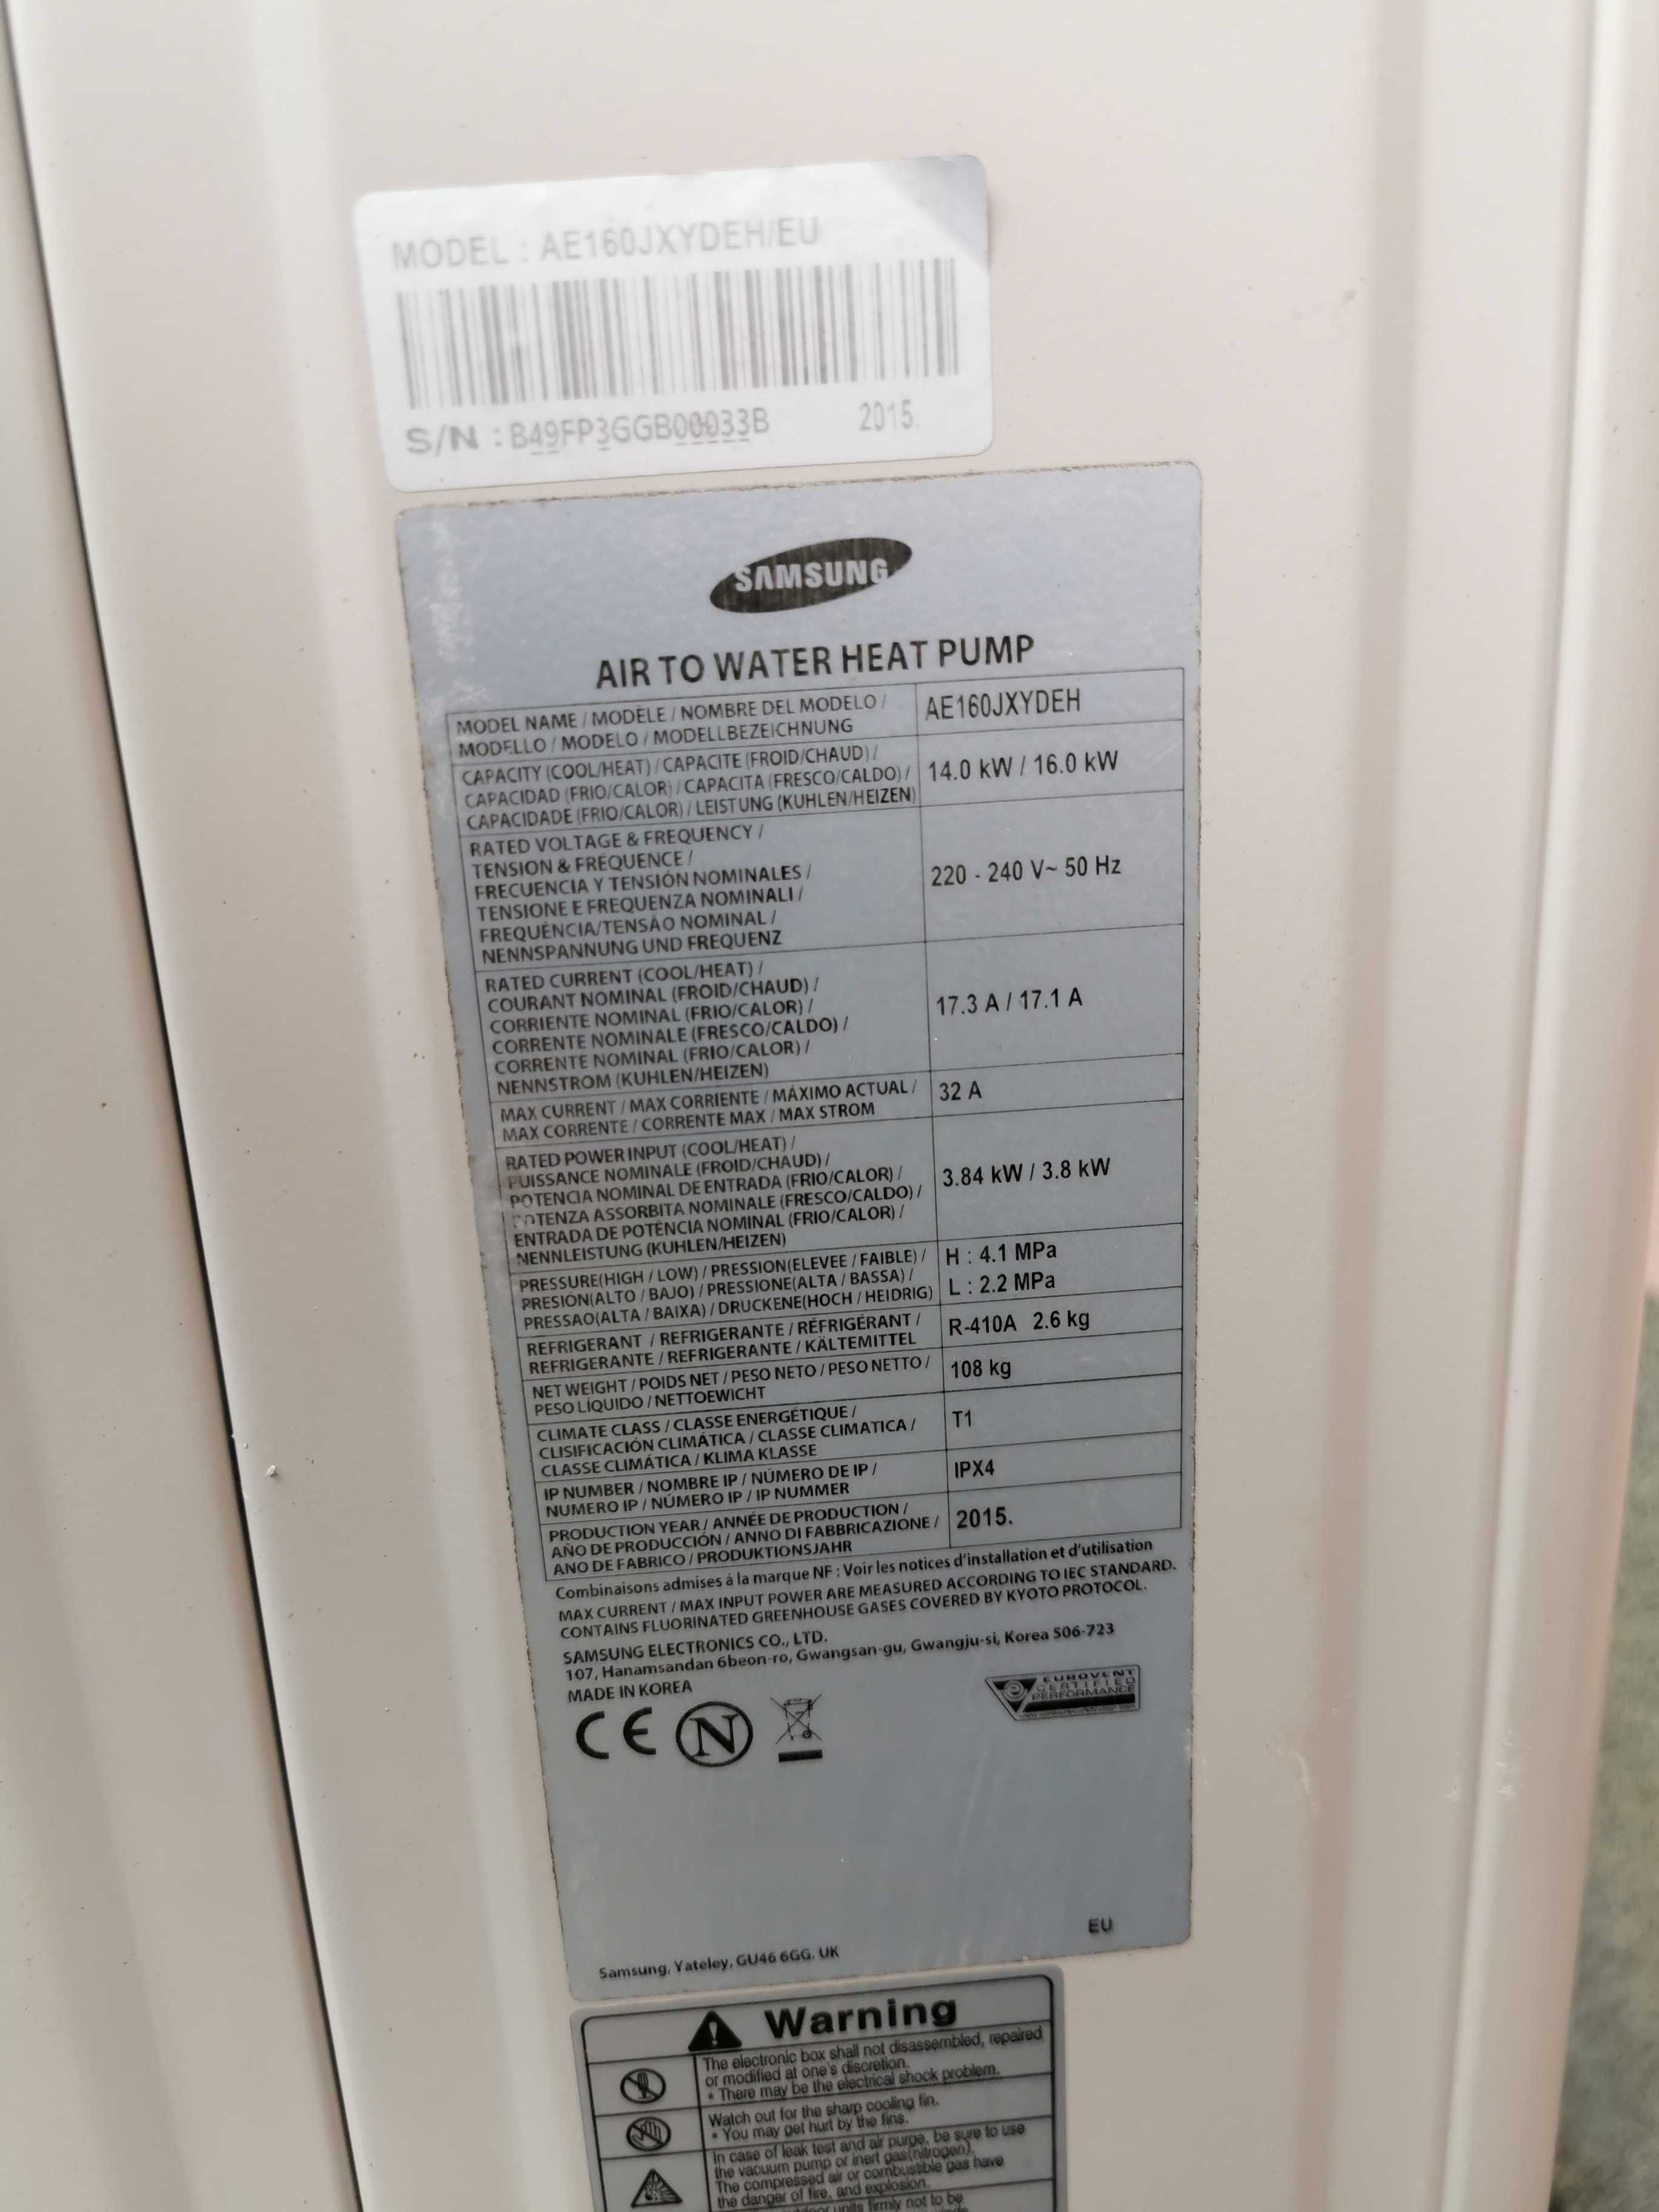 MODEL : AE160JXYDEH/EU
S/N : B49FP3GGB00033B 2015.
SAMSUNG
AIR TO WATER HEAT PUMP
MODEL NAME / MODÈLE / NOMBRE DEL MODELO /
MODELLO / MODELO / MODELLBEZEICHNUNG
AE160JXYDEH
CAPACITY (COOL/HEAT) / CAPACITE (FROID/CHAUD) /
CAPACIDAD (FRIO/CALOR) / CAPACITA (FRESCO/CALDO) /
CAPACIDADE (FRIO/CALOR) / LEISTUNG (KUHLEN/HEIZEN)
14.0 kW / 16.0 kW
RATED VOLTAGE & FREQUENCY /
TENSION & FRÉQUENCE /
FRECUENCIA Y TENSIÓN NOMINALES /
TENSIONE E FREQUENZA NOMINALI /
FREQUÊNCIA/TENSÃO NOMINAL /
NENNSPANNUNG UND FREQUENZ
220 - 240 V~ 50 Hz
RATED CURRENT (COOL/HEAT) /
COURANT NOMINAL (FROID/CHAUD) /
CORRIENTE NOMINAL (FRIO/CALOR) /
CORRENTE NOMINALE (FRESCO/CALDO) /
CORRENTE NOMINAL (FRIO/CALOR) /
NENNSTROM (KUHLEN/HEIZEN)
17.3 A / 17.1 A
MAX CURRENT / MAX CORRIENTE / MÁXIMO ACTUAL /
MAX CORRENTE / CORRENTE MAX / MAX STROM
32 A
RATED POWER INPUT (COOL/HEAT) /
PUISSANCE NOMINALE (FROID/CHAUD) /
POTENCIA NOMINAL DE ENTRADA (FRIO/CALOR) /
POTENZA ASSORBITA NOMINALE (FRESCO/CALDO) /
ENTRADA DE POTÊNCIA NOMINAL (FRIO/CALOR) /
NENNLEISTUNG (KUHLEN/HEIZEN)
3.84 kW / 3.8 kW
PRESSURE(HIGH / LOW) / PRESSION(ELEVEE / FAIBLE) /
PRESIÓN(ALTO / BAJO) / PRESSIONE(ALTA / BASSA) /
PRESSAO(ALTA / BAIXA) / DRUCKENE(HOCH / HEIDRIG)
H : 4.1 MPa
L : 2.2 MPa
REFRIGERANT / REFRIGERANTE / RÉFRIGÉRANT /
REFRIGERANTE / REFRIGERANTE / KÄLTEMITTEL
R-410A 2.6 kg
NET WEIGHT / POIDS NET / PESO NETO / PESO NETTO /
PESO LÍQUIDO / NETTOEWICHT
108 kg
CLIMATE CLASS / CLASSE ENERGÉTIQUE /
CLISIFICACIÓN CLIMÁTICA / CLASSE CLIMATICA /
CLASSE CLIMÁTICA / KLIMA KLASSE
T1
IP NUMBER / NOMBRE IP / NÚMERO DE IP /
NUMERO IP / NÚMERO IP / IP NUMMER
IPX4
PRODUCTION YEAR / ANNÉE DE PRODUCTION /
AÑO DE PRODUCCIÓN / ANNO DI FABBRICAZIONE /
ANO DE FABRICO / PRODUKTIONSJAHR
2015.
Combinaisons admises á la marque NF : Voir les notices d'installation et d'utilisation
MAX CURRENT / MAX INPUT POWER ARE MEASURED ACCORDING TO IEC STANDARD.
CONTAINS FLUORINATED GREENHOUSE GASES COVERED BY KYOTO PROTOCOL.
SAMSUNG ELECTRONICS CO., LTD.
107, Hanamsandan 6beon-ro, Gwangsan-gu, Gwangju-si, Korea 506-723
MADE IN KOREA
EUROVENT
CERTIFIED
PERFORMANCE
CE N
EU
Samsung, Yateley, GU46 6GG. UK
Warning
The electronic box shall not disassembled, repaired
or modified at one's discretion.
* There may be the electrical shock problem.
Watch out for the sharp cooling fin.
* You may get hurt by the fins.
In case of leak test and air purge, be sure to use
the vacuum pump or inert gas(nitrogen).
The compressed air or combustible gas have
the danger of fire, and explosion.
units firmly not to be